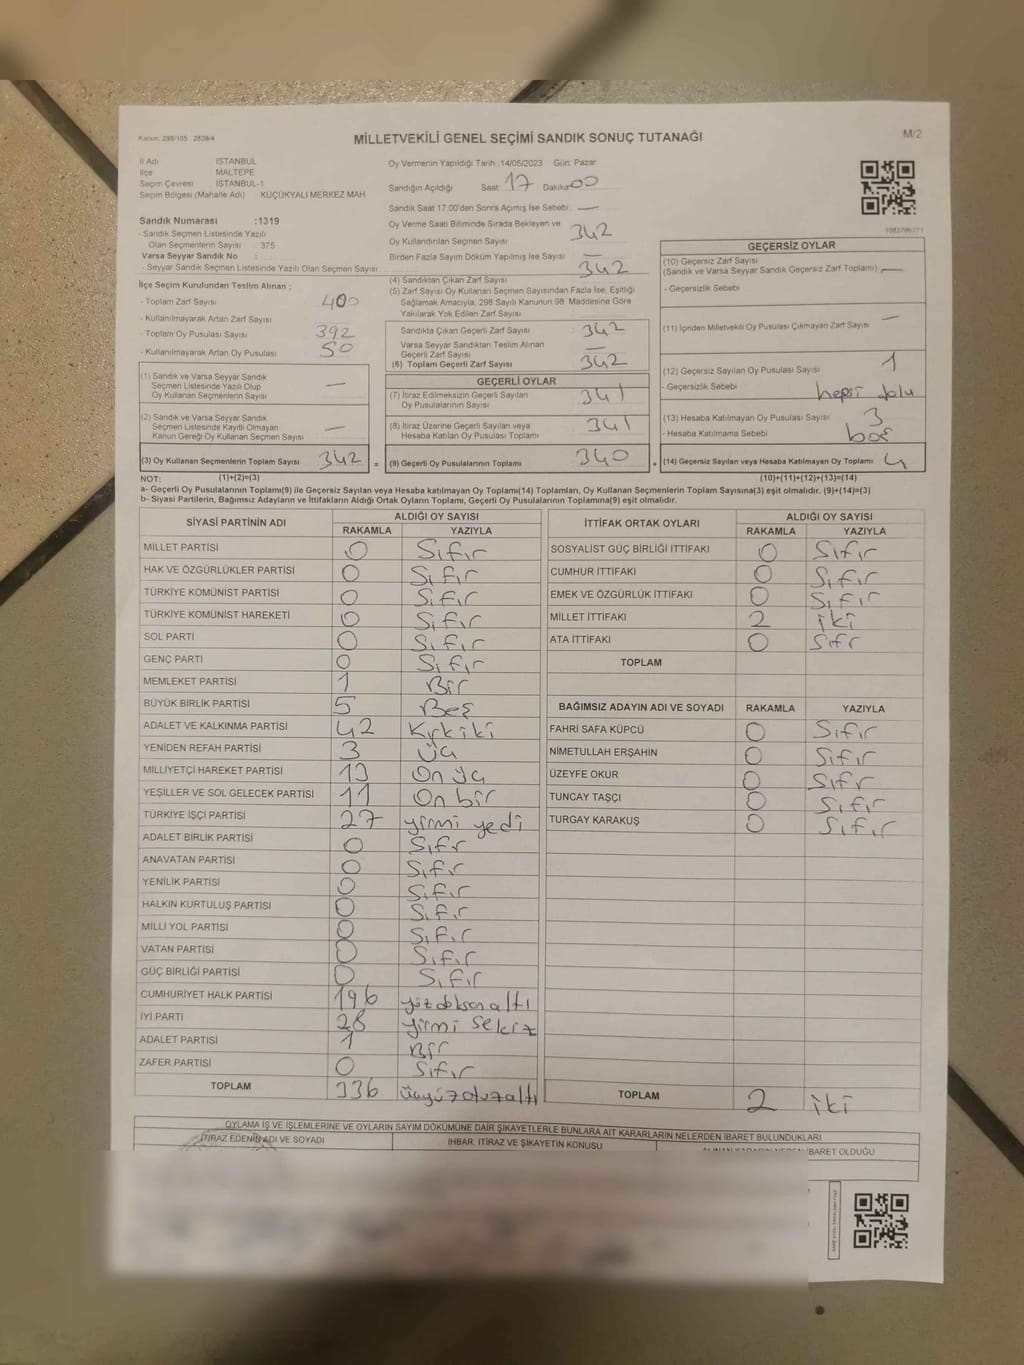 Kanun: 298/105 , 2839/4
MİLLETVEKİLİ GENEL SEÇİMİ SANDIK SONUÇ TUTANAĞI
M/2
İl Adı İSTANBUL
İlçe MALTEPE
Seçim Çevresi İSTANBUL-1
Seçim Bölgesi (Mahalle Adı) : KÜÇÜKYALI MERKEZ MAH
Sandık Numarası :1319
- Sandık Seçmen Listesinde Yazılı
Olan Seçmenlerin Sayısı : 375
Varsa Seyyar Sandık No :
- Seyyar Sandık Seçmen Listesinde Yazılı Olan Seçmen Sayısı:
İlçe Seçim Kurulundan Teslim Alınan ;
- Toplam Zarf Sayısı 400
- Kullanılmayarak Artan Zarf Sayısı
- Toplam Oy Pusulası Sayısı 392
- Kullanılmayarak Artan Oy Pusulası 50
(1) Sandık ve Varsa Seyyar Sandık
Seçmen Listesinde Yazılı Olup
Oy Kullanan Seçmenlerin Sayısı —
(2) Sandık ve Varsa Seyyar Sandık
Seçmen Listesinde Kayıtlı Olmayan
Kanun Gereği Oy Kullanan Seçmen Sayısı —
(3) Oy Kullanan Seçmenlerin Toplam Sayısı 342 =
Oy Vermenin Yapıldığı Tarih :14/05/2023 Gün: Pazar
Sandığın Açıldığı Saat: 17 Dakika: 00
Sandık Saat 17:00'den Sonra Açımış İse Sebebi: —
Oy Verme Saati Bitiminde Sırada Bekleyen ve
Oy Kullandırılan Seçmen Sayısı 342
Birden Fazla Sayım Döküm Yapılmış İse Sayısı —
(4) Sandıktan Çıkan Zarf Sayısı 342
(5) Zarf Sayısı Oy Kullanan Seçmen Sayısından Fazla İse, Eşitliği
Sağlamak Amacıyla, 298 Sayılı Kanunun 98. Maddesine Göre
Yakılarak Yok Edilen Zarf Sayısı
Sandıkta Çıkan Geçerli Zarf Sayısı 342
Varsa Seyyar Sandıktan Teslim Alınan
Geçerli Zarf Sayısı —
(6) Toplam Geçerli Zarf Sayısı 342
GEÇERLİ OYLAR
(7) İtiraz Edilmeksizin Geçerli Sayılan
Oy Pusulalarının Sayısı 341
(8) İtiraz Üzerine Geçerli Sayılan veya
Hesaba Katılan Oy Pusulası Toplamı 341
(9) Geçerli Oy Pusulalarının Toplamı 340 +
1083786771
GEÇERSİZ OYLAR
(10) Geçersiz Zarf Sayısı
(Sandık ve Varsa Seyyar Sandık Geçersiz Zarf Toplamı) —
- Geçersizlik Sebebi
(11) İçinden Milletvekili Oy Pusulası Çıkmayan Zarf Sayısı —
(12) Geçersiz Sayılan Oy Pusulası Sayısı 1
- Geçersizlik Sebebi hepsi dolu
(13) Hesaba Katılmayan Oy Pusulası Sayısı 3
- Hesaba Katılmama Sebebi boş
(14) Geçersiz Sayılan veya Hesaba Katılmayan Oy Toplamı 4
NOT: (1)+(2)=(3) (10)+(11)+(12)+(13)=(14)
a- Geçerli Oy Pusulalarının Toplamı(9) ile Geçersiz Sayılan veya Hesaba katılmayan Oy Toplamı(14) Toplamları, Oy Kullanan Seçmenlerin Toplam Sayısına(3) eşit olmalıdır. (9)+(14)=(3)
b- Siyasi Partilerin, Bağımsız Adayların ve İttifakların Aldığı Ortak Oyların Toplamı, Geçerli Oy Pusulalarının Toplamına(9) eşit olmalıdır.
SİYASİ PARTİNİN ADI ALDIĞI OY SAYISI
RAKAMLA YAZIYLA
MİLLET PARTİSİ 0 Sıfır
HAK VE ÖZGÜRLÜKLER PARTİSİ 0 Sıfır
TÜRKİYE KOMÜNİST PARTİSİ 0 Sıfır
TÜRKİYE KOMÜNİST HAREKETİ 0 Sıfır
SOL PARTİ 0 Sıfır
GENÇ PARTİ 0 Sıfır
MEMLEKET PARTİSİ 1 Bir
BÜYÜK BİRLİK PARTİSİ 5 Beş
ADALET VE KALKINMA PARTİSİ 42 Kırkiki
YENİDEN REFAH PARTİSİ 3 Üç
MİLLİYETÇİ HAREKET PARTİSİ 13 On üç
YEŞİLLER VE SOL GELECEK PARTİSİ 11 On bir
TÜRKİYE İŞÇİ PARTİSİ 27 yirmi yedi
ADALET BİRLİK PARTİSİ 0 Sıfır
ANAVATAN PARTİSİ 0 Sıfır
YENİLİK PARTİSİ 0 Sıfır
HALKIN KURTULUŞ PARTİSİ 0 Sıfır
MİLLİ YOL PARTİSİ 0 Sıfır
VATAN PARTİSİ 0 Sıfır
GÜÇ BİRLİĞİ PARTİSİ 0 Sıfır
CUMHURİYET HALK PARTİSİ 196 yüzdoksanaltı
İYİ PARTİ 28 yirmi sekiz
ADALET PARTİSİ 1 Bir
ZAFER PARTİSİ 0 Sıfır
TOPLAM 336 üçyüzotuzaltı
İTTİFAK ORTAK OYLARI ALDIĞI OY SAYISI
RAKAMLA YAZIYLA
SOSYALİST GÜÇ BİRLİĞİ İTTİFAKI 0 Sıfır
CUMHUR İTTİFAKI 0 Sıfır
EMEK VE ÖZGÜRLÜK İTTİFAKI 0 Sıfır
MİLLET İTTİFAKI 2 iki
ATA İTTİFAKI 0 Sıfır
TOPLAM
BAĞIMSIZ ADAYIN ADI VE SOYADI RAKAMLA YAZIYLA
FAHRİ SAFA KÜPCÜ 0 Sıfır
NİMETULLAH ERŞAHİN 0 Sıfır
ÜZEYFE OKUR 0 Sıfır
TUNCAY TAŞÇI 0 Sıfır
TURGAY KARAKUŞ 0 Sıfır
TOPLAM 2 iki
OYLAMA İŞ VE İŞLEMLERİNE VE OYLARIN SAYIM DÖKÜMÜNE DAİR ŞİKAYETLERLE BUNLARA AİT KARARLARIN NELERDEN İBARET BULUNDUKLARI
İTİRAZ EDENİN ADI VE SOYADI İHBAR, İTİRAZ VE ŞİKAYETİN KONUSU İBARET OLDUĞU